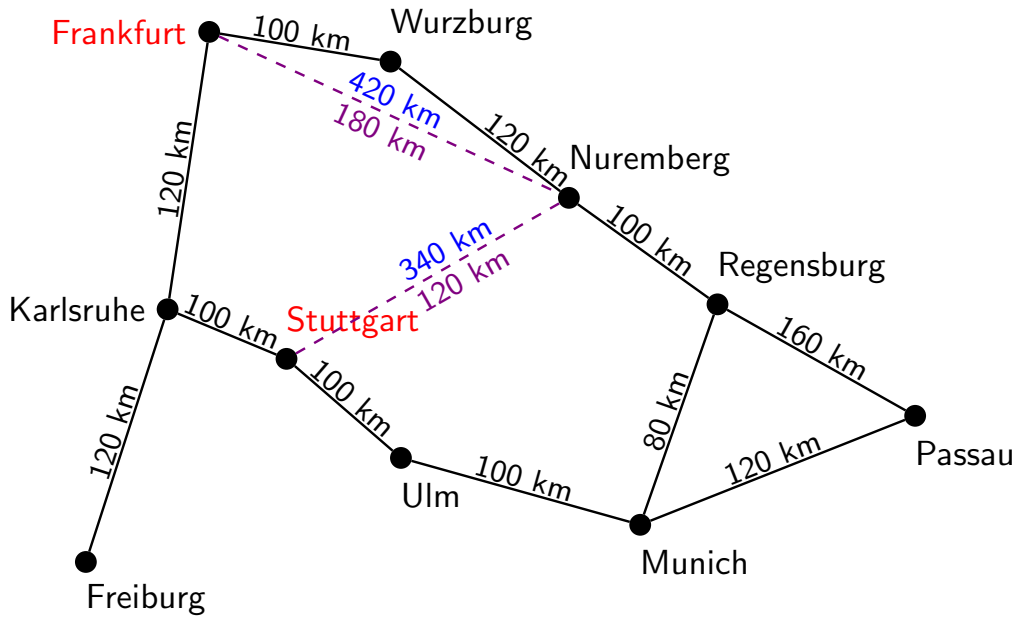 Wurzburg
Frankfurt
100 km
420 km
180 km
120 km
Nuremberg
120 km
100 km
340 km
120 km
Regensburg
Karlsruhe
100 km
Stuttgart
160 km
100 km
80 km
120 km
120 km
Passau
100 km
Ulm
Munich
Freiburg